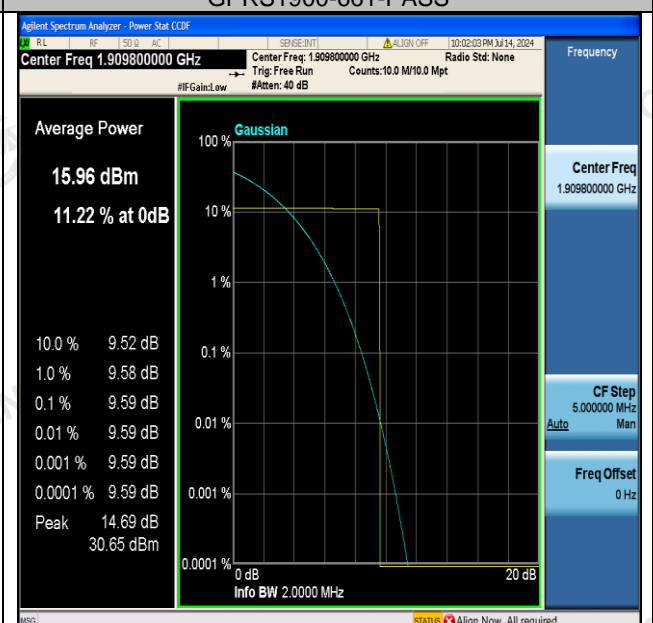 GPRS1900-661-PASS
Agilent Spectrum Analyzer - Power Stat CCDF
RL RF 50 Ω AC SENSE:INT ALIGN OFF 10:02:03 PM Jul 14, 2024
Center Freq 1.909800000 GHz
Center Freq: 1.909800000 GHz Radio Std: None
Trig: Free Run Counts:10.0 M/10.0 Mpt
#IFGain:Low #Atten: 40 dB
Frequency
Average Power
15.96 dBm
11.22 % at 0dB
10.0 % 9.52 dB
1.0 % 9.58 dB
0.1 % 9.59 dB
0.01 % 9.59 dB
0.001 % 9.59 dB
0.0001 % 9.59 dB
Peak 14.69 dB
30.65 dBm
Gaussian
100 %
10 %
1 %
0.1 %
0.01 %
0.001 %
0.0001 %
0 dB 20 dB
Info BW 2.0000 MHz
Center Freq
1.909800000 GHz
CF Step
5.000000 MHz
Auto Man
Freq Offset
0 Hz
MSG STATUS Align Now, All required